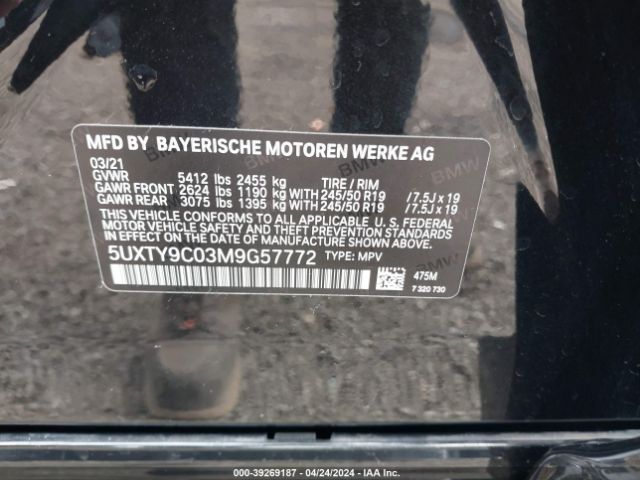 MFD BY BAYERISCHE MOTOREN WERKE AG
03/21
GVWR 5412 lbs 2455 kg TIRE / RIM
GAWR FRONT 2624 lbs 1190 kg WITH 245/50 R19 / 7.5J x 19
GAWR REAR 3075 lbs 1395 kg WITH 245/50 R19 / 7.5J x 19
THIS VEHICLE CONFORMS TO ALL APPLICABLE U.S. FEDERAL
MOTOR VEHICLE SAFETY AND THEFT PREVENTION STANDARDS
IN EFFECT ON THE DATE OF MANUFACTURE SHOWN ABOVE.
5UXTY9C03M9G57772 TYPE: MPV
475M
7 320 730
000-39269187 - 04/24/2024 - IAA Inc.